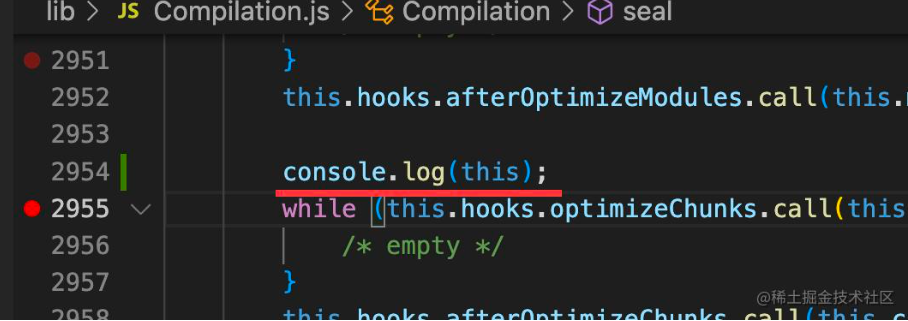 lib > JS Compilation.js > Compilation > seal
2951 }
2952 this.hooks.afterOptimizeModules.call(this.
2953
2954 console.log(this);
2955 while (this.hooks.optimizeChunks.call(this
2956 /* empty */
2957 }
2958 this.hooks.afterOptimizeChunks.call(this.c
@稀土掘金技术社区